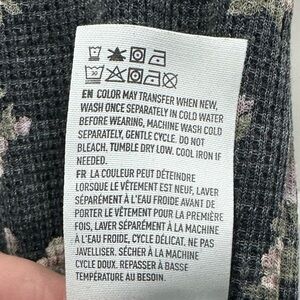 EN COLOR MAY TRANSFER WHEN NEW,
WASH ONCE SEPARATELY IN COLD WATER
BEFORE WEARING, MACHINE WASH COLD
SEPARATELY, GENTLE CYCLE. DO NOT
BLEACH. TUMBLE DRY LOW. COOL IRON IF
NEEDED.
FR LA COULEUR PEUT DÉTEINDRE
LORSQUE LE VÊTEMENT EST NEUF, LAVER
SÉPARÉMENT À L'EAU FROIDE AVANT DE
PORTER LE VÊTEMENT POUR LA PREMIÈRE
FOIS, LAVER SÉPARÉMENT À LA MACHINE
À L'EAU FROIDE, CYCLE DÉLICAT. NE PAS
JAVELLISER. SÉCHER À LA MACHINE
CYCLE DOUX. REPASSER À BASSE
TEMPÉRATURE AU BESOIN.